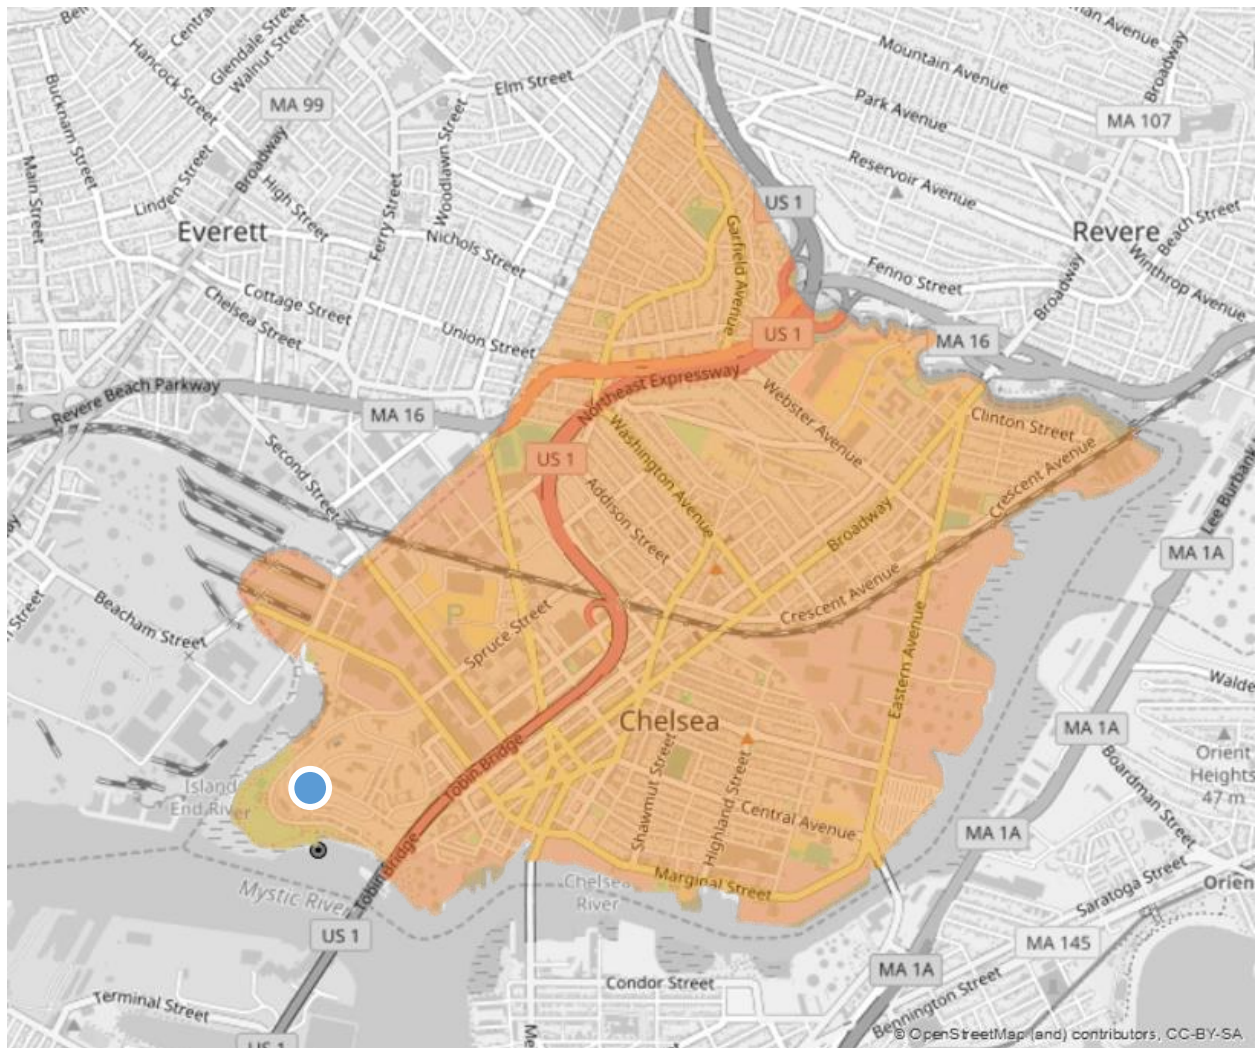 Central
Glendale Street
Walnut Street
Hancock Street
Bucknam Street
Main Street
MA 99
Broadway
Elm Street
Woodlawn Street
Mountain Avenue
Broadway
Park Avenue
MA 107
Linden Street
High Street
Ferry Street
Reservoir Avenue
Beach Street
US 1
Everett
Nichols Street
Garfield Avenue
Revere
Winthrop Avenue
Fenno Street
Broadway
Cottage Street
Chelsea Street
Union Street
US 1
MA 16
Revere Beach Parkway
MA 16
Northeast Expressway
Webster Avenue
Clinton Street
Second Street
US 1
Washington Avenue
Crescent Avenue
Addison Street
Broadway
Lee Burbank
MA 1A
Beacham Street
P
Spruce Street
Crescent Avenue
Eastern Avenue
Chelsea
MA 1A
Island
End River
Tobin Bridge
Shawmut Street
Highland Street
Central Avenue
Orient
Heights
47 m
Boardman Street
MA 1A
Tobin Bridge
Marginal Street
Chelsea
River
Mystic River
Tobin
Saratoga Street
Orien
US 1
MA 145
MA 1A
Condor Street
Terminal Street
Bennington Street
Me
US 1
© OpenStreetMap (and) contributors, CC-BY-SA